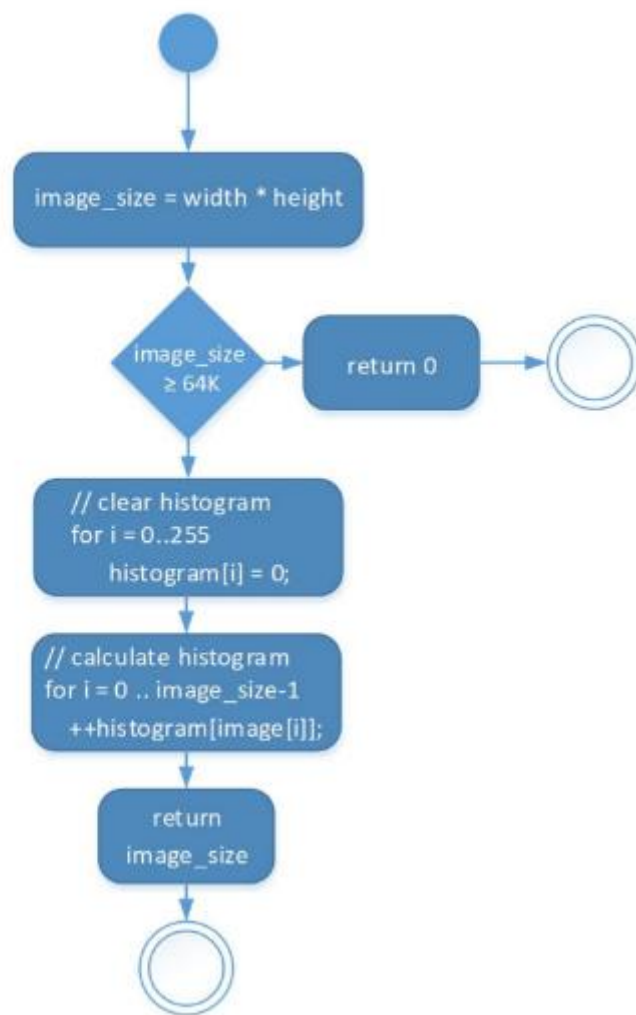 image_size = width * height
image_size
≥ 64K
return 0
// clear histogram
for i = 0..255
histogram[i] = 0;
// calculate histogram
for i = 0 .. image_size-1
++histogram[image[i]];
return
image_size